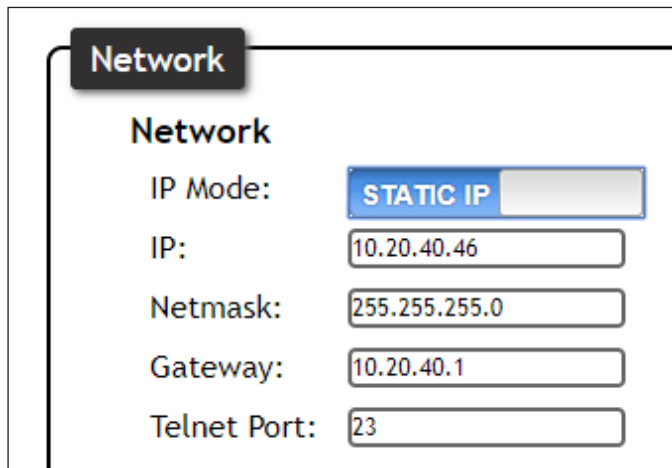 Network
Network
IP Mode: STATIC IP
IP: 10.20.40.46
Netmask: 255.255.255.0
Gateway: 10.20.40.1
Telnet Port: 23